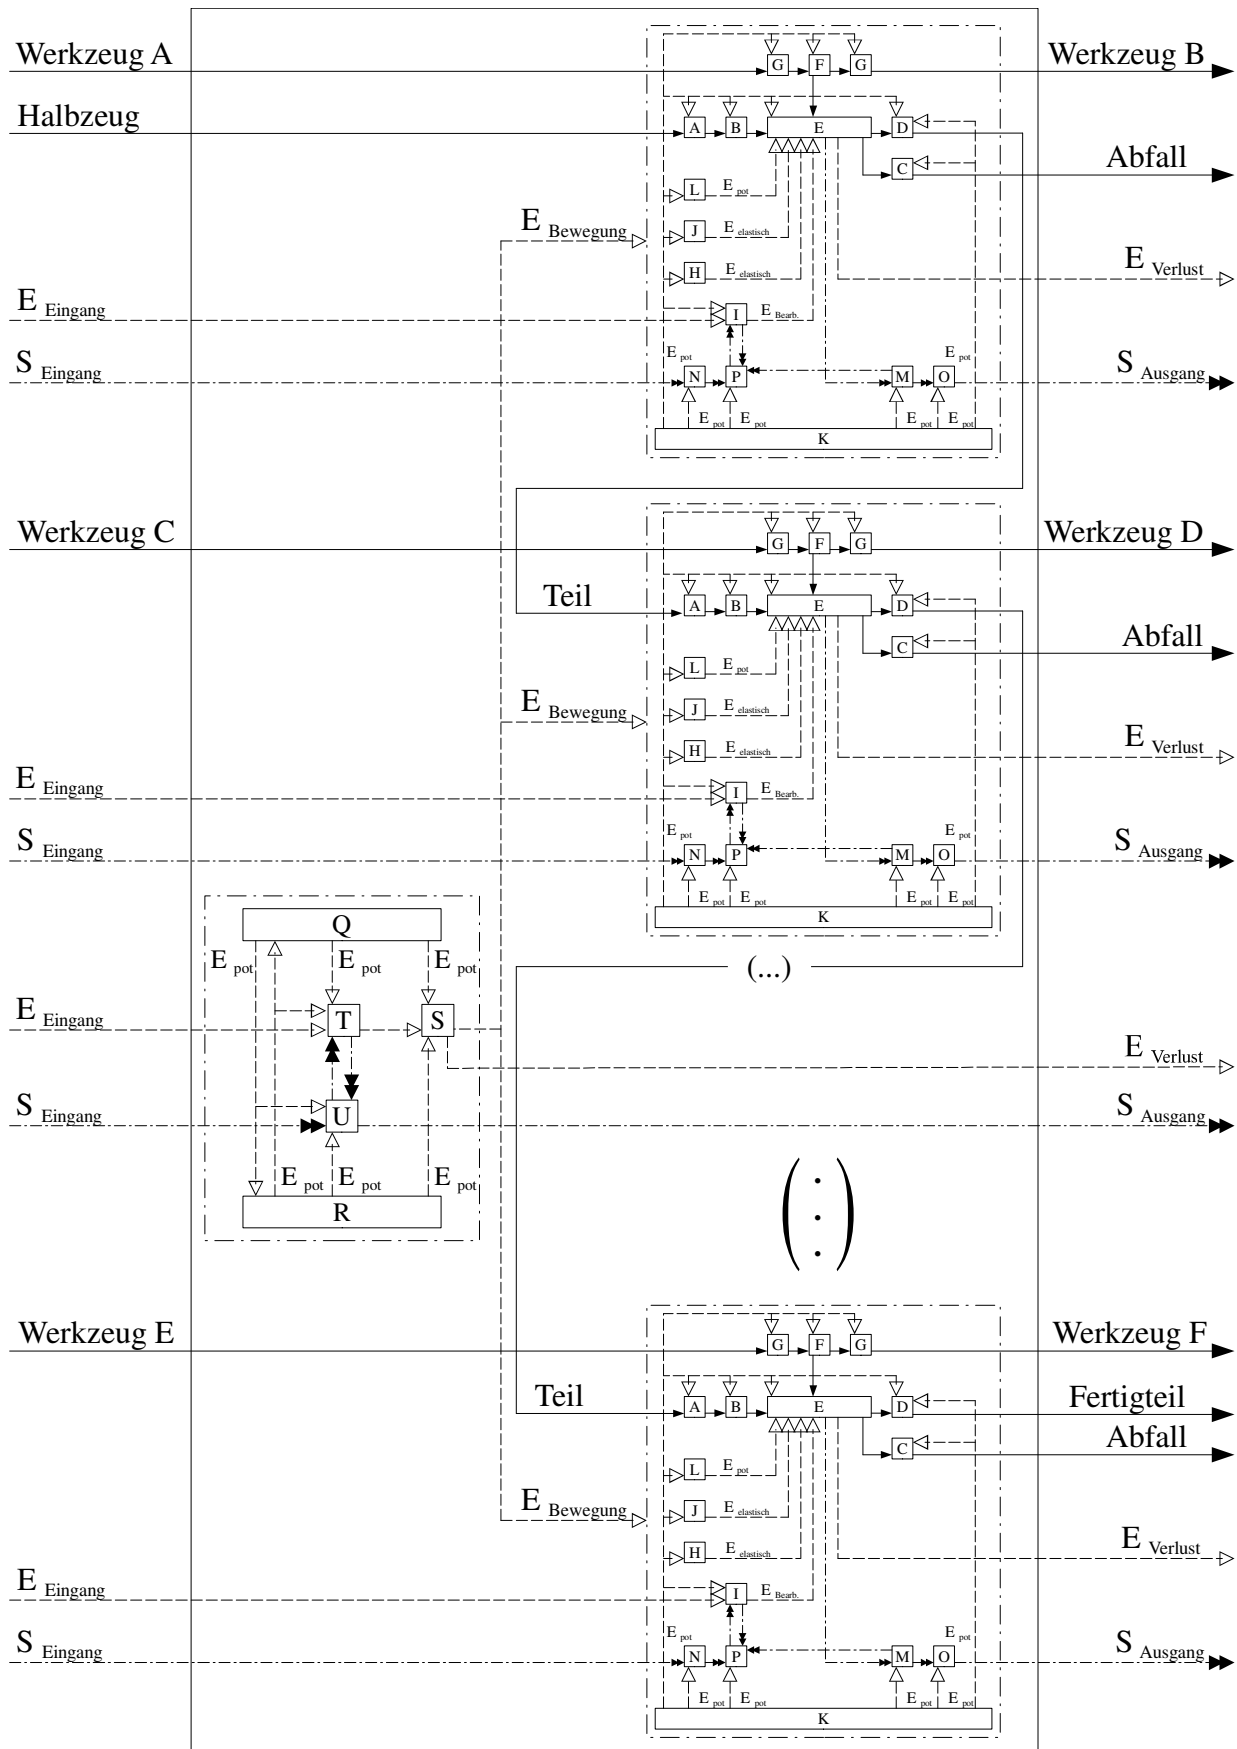 G F G
Werkzeug A Werkzeug B
A B E D
Halbzeug
C Abfall
L E pot
E Bewegung J E elastisch
H E elastisch E Verlust
E Eingang I E Bearb.
E pot E pot
S Eingang N P M O S Ausgang
E pot E pot E pot E pot
K
Werkzeug C G F G Werkzeug D
Teil A B E D
C Abfall
L E pot
E Bewegung J E elastisch
H E elastisch E Verlust
E Eingang I E Bearb.
E pot E pot
S Eingang N P M O S Ausgang
E pot E pot E pot E pot
K
Q
E pot E pot E pot
(...)
E Eingang T S
E Verlust
S Eingang U S Ausgang
E pot E pot E pot
R
( . . . )
Werkzeug E G F G Werkzeug F
Teil A B E D Fertigteil
C Abfall
L E pot
E Bewegung J E elastisch
H E elastisch E Verlust
E Eingang I E Bearb.
E pot E pot
S Eingang N P M O S Ausgang
E pot E pot E pot E pot
K